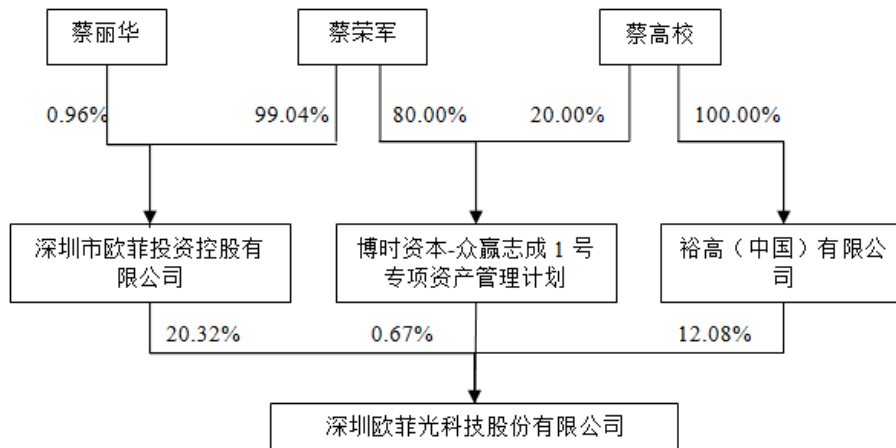 蔡丽华
蔡荣军
蔡高校
0.96%
99.04%
80.00%
20.00%
100.00%
深圳市欧菲投资控股有
限公司
博时资本-众赢志成 1 号
专项资产管理计划
裕高（中国）有限公
司
20.32%
0.67%
12.08%
深圳欧菲光科技股份有限公司